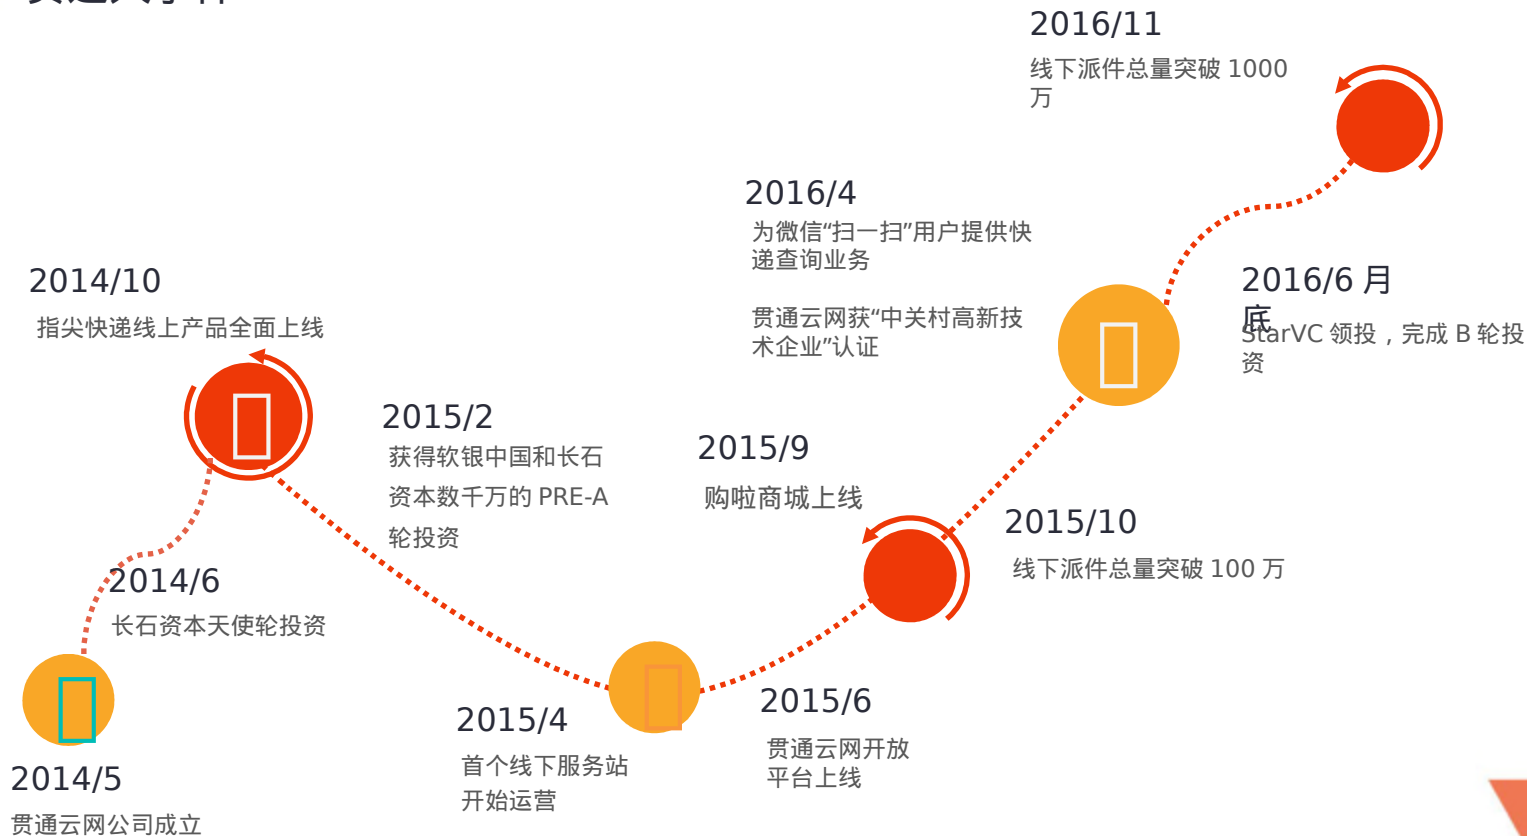 2014/5
贯通云网公司成立
2014/6
长石资本天使轮投资
2014/10
指尖快递线上产品全面上线
2015/2
获得软银中国和长石
资本数千万的 PRE-A
轮投资
2015/4
首个线下服务站
开始运营
2015/6
贯通云网开放
平台上线
2015/9
购啦商城上线
2015/10
线下派件总量突破 100 万
2016/4
为微信“扫一扫”用户提供快
递查询业务
贯通云网获“中关村高新技
术企业”认证
2016/6 月
底
StarVC 领投，完成 B 轮投
资
2016/11
线下派件总量突破 1000
万